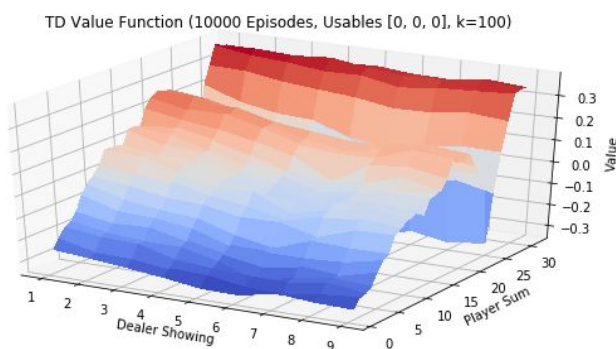 TD Value Function (10000 Episodes, Usables [0, 0, 0], k=100)
0.3
0.2
0.1
0.0
−0.1
−0.2
−0.3
Value
1 2 3 4 5 6 7 8 9
Dealer Showing
0 5 10 15 20 25 30
Player Sum